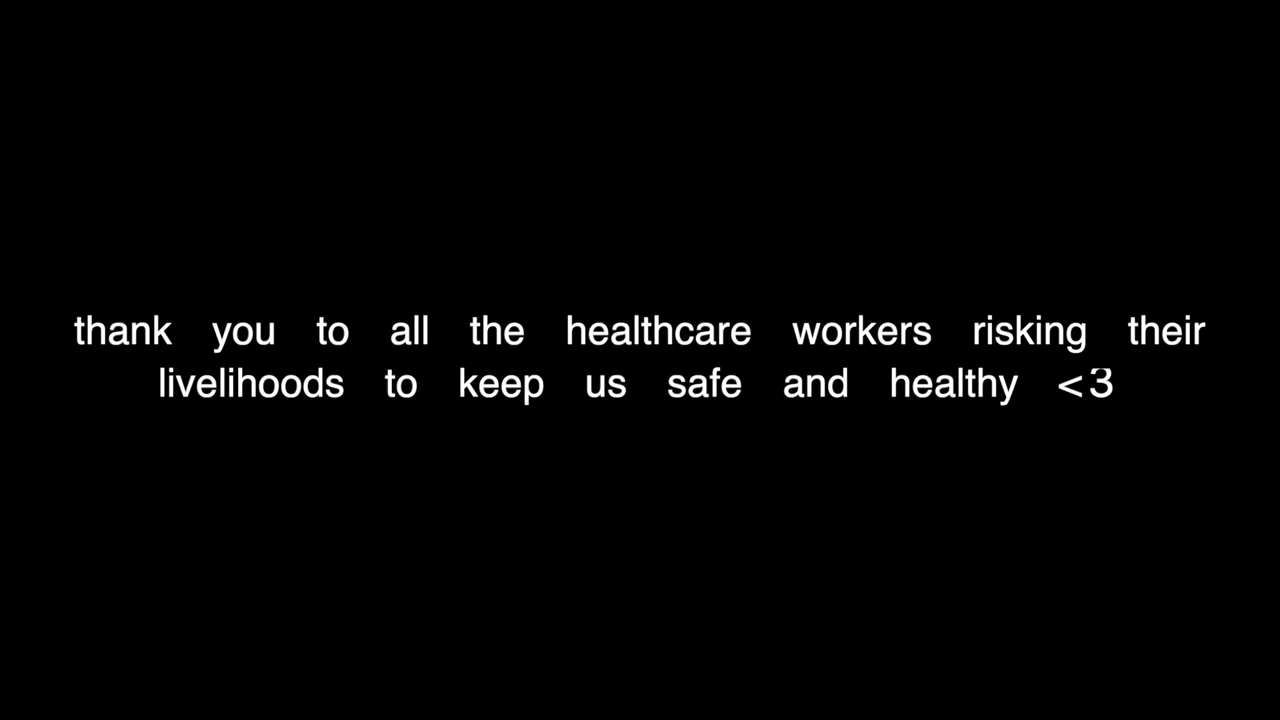 thank you to all the healthcare workers risking their
livelihoods to keep us safe and healthy <3